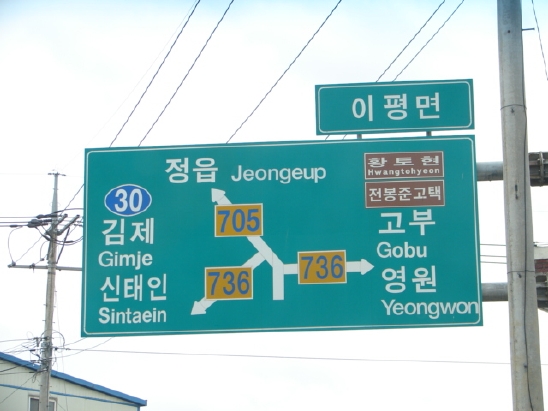 이평면
정읍 Jeongeup
황토현
Hwangtohyeon
전봉준고택
30
김제
Gimje
신태인
Sintaein
705
736
736
고부
Gobu
영원
Yeongwon